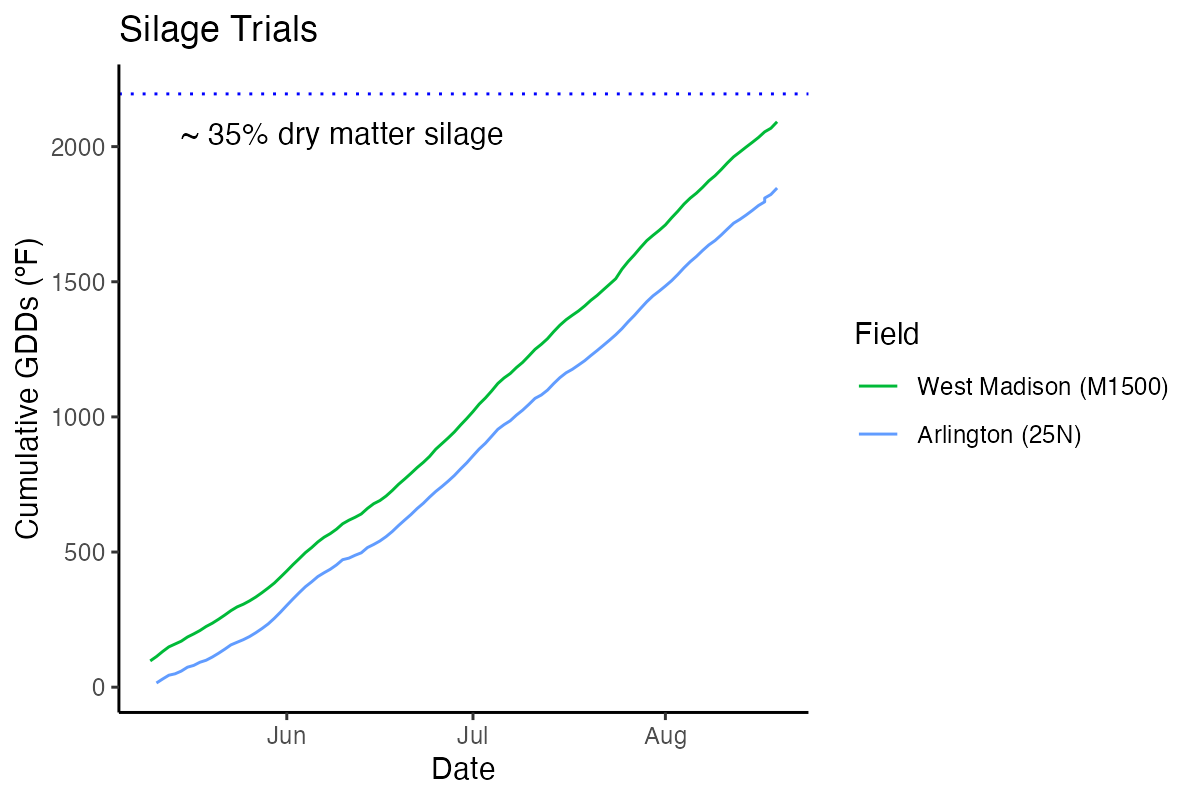 Silage Trials
~ 35% dry matter silage
Cumulative GDDs (°F)
2000
1500
1000
500
0
Jun Jul Aug
Date
Field
West Madison (M1500)
Arlington (25N)